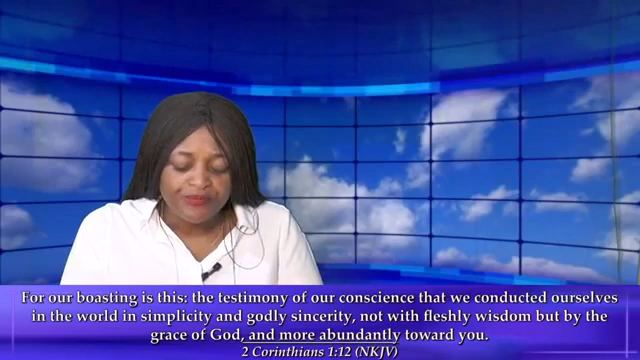 For our boasting is this: the testimony of our conscience that we conducted ourselves
in the world in simplicity and godly sincerity, not with fleshly wisdom but by the
grace of God, and more abundantly toward you.
2 Corinthians 1:12 (NKJV)